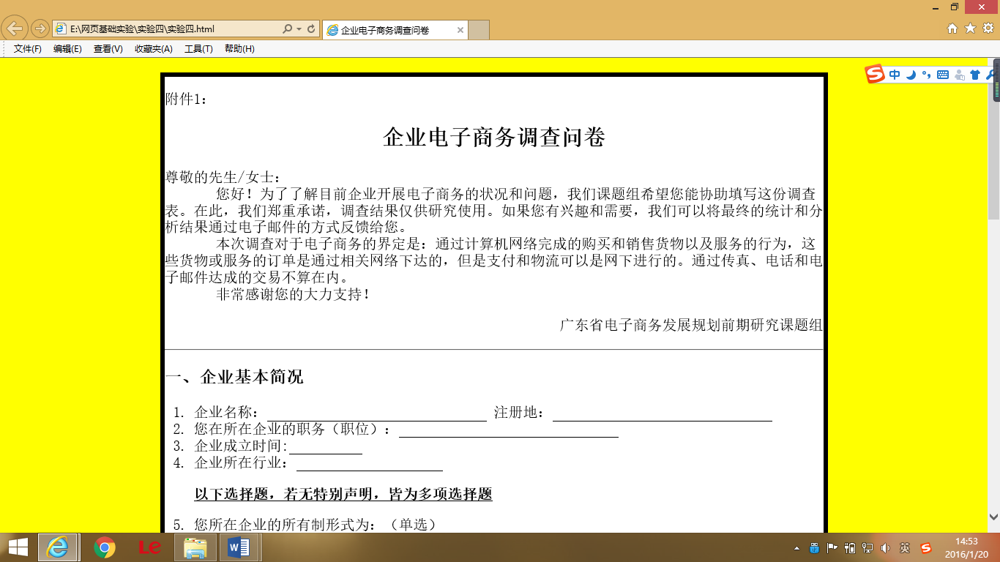 E:\网页基础实验\实验四\实验四.html
企业电子商务调查问卷
文件(F) 编辑(E) 查看(V) 收藏夹(A) 工具(T) 帮助(H)
中
附件1：
企业电子商务调查问卷
尊敬的先生/女士：
您好！为了了解目前企业开展电子商务的状况和问题，我们课题组希望您能协助填写这份调查
表。在此，我们郑重承诺，调查结果仅供研究使用。如果您有兴趣和需要，我们可以将最终的统计和分
析结果通过电子邮件的方式反馈给您。
本次调查对于电子商务的界定是：通过计算机网络完成的购买和销售货物以及服务的行为，这
些货物或服务的订单是通过相关网络下达的，但是支付和物流可以是网下进行的。通过传真、电话和电
子邮件达成的交易不算在内。
非常感谢您的大力支持！
广东省电子商务发展规划前期研究课题组
一、企业基本简况
1. 企业名称： 注册地：
2. 您在所在企业的职务（职位）：
3. 企业成立时间:
4. 企业所在行业：
以下选择题，若无特别声明，皆为多项选择题
5. 您所在企业的所有制形式为：（单选）
Le
英
14:53
2016/1/20